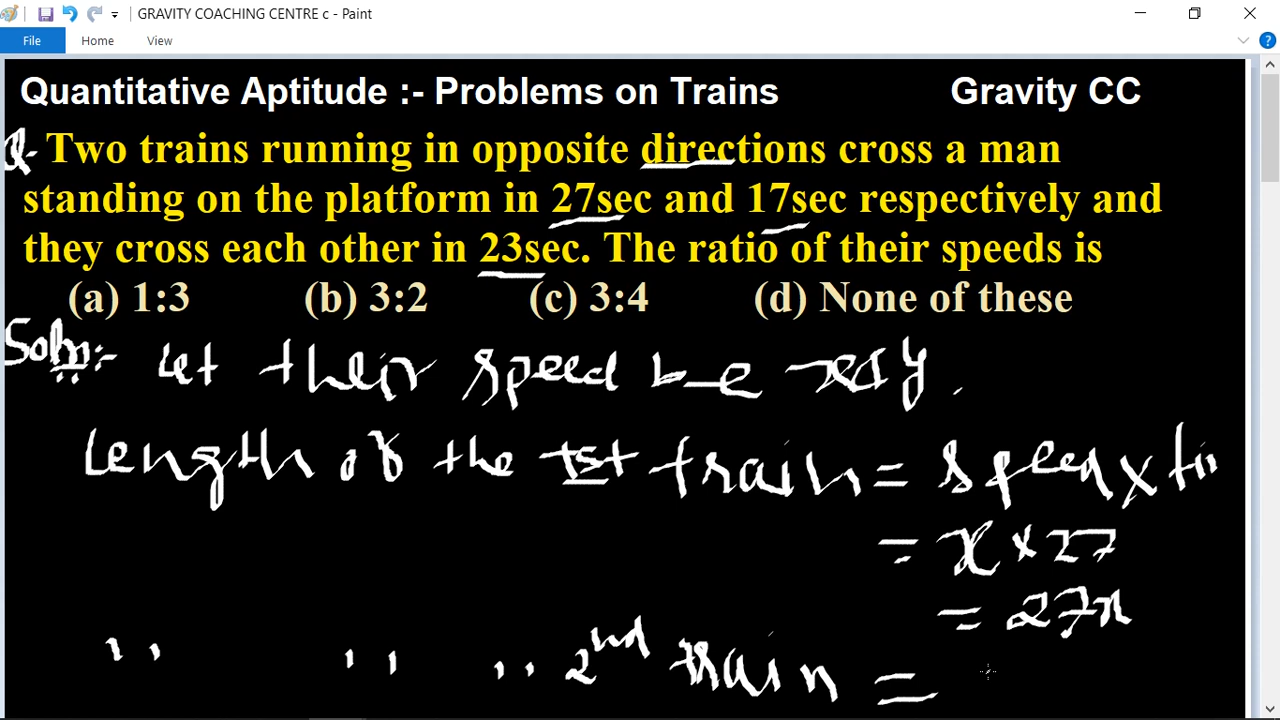 GRAVITY COACHING CENTRE c - Paint
File Home View
Quantitative Aptitude :- Problems on Trains Gravity CC
Q. Two trains running in opposite directions cross a man
standing on the platform in 27sec and 17sec respectively and
they cross each other in 23sec. The ratio of their speeds is
(a) 1:3 (b) 3:2 (c) 3:4 (d) None of these
Soln:- Let their speed be x & y.
Length of the 1st train = speed x ti
= x x 27
= 27x
,, ,, ,, 2nd train =